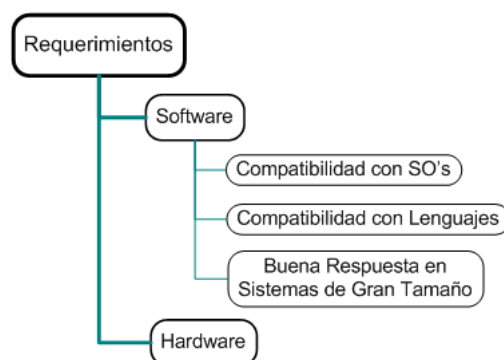 Requerimientos
Software
Compatibilidad con SO's
Compatibilidad con Lenguajes
Buena Respuesta en
Sistemas de Gran Tamaño
Hardware